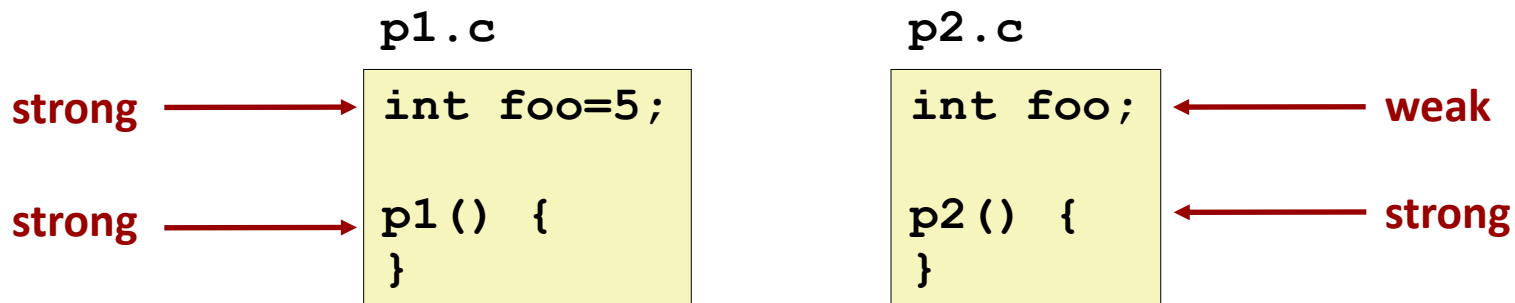 p1.c
p2.c
strong
int foo=5;
int foo;
weak
strong
p1() {
p2() {
strong
}
}